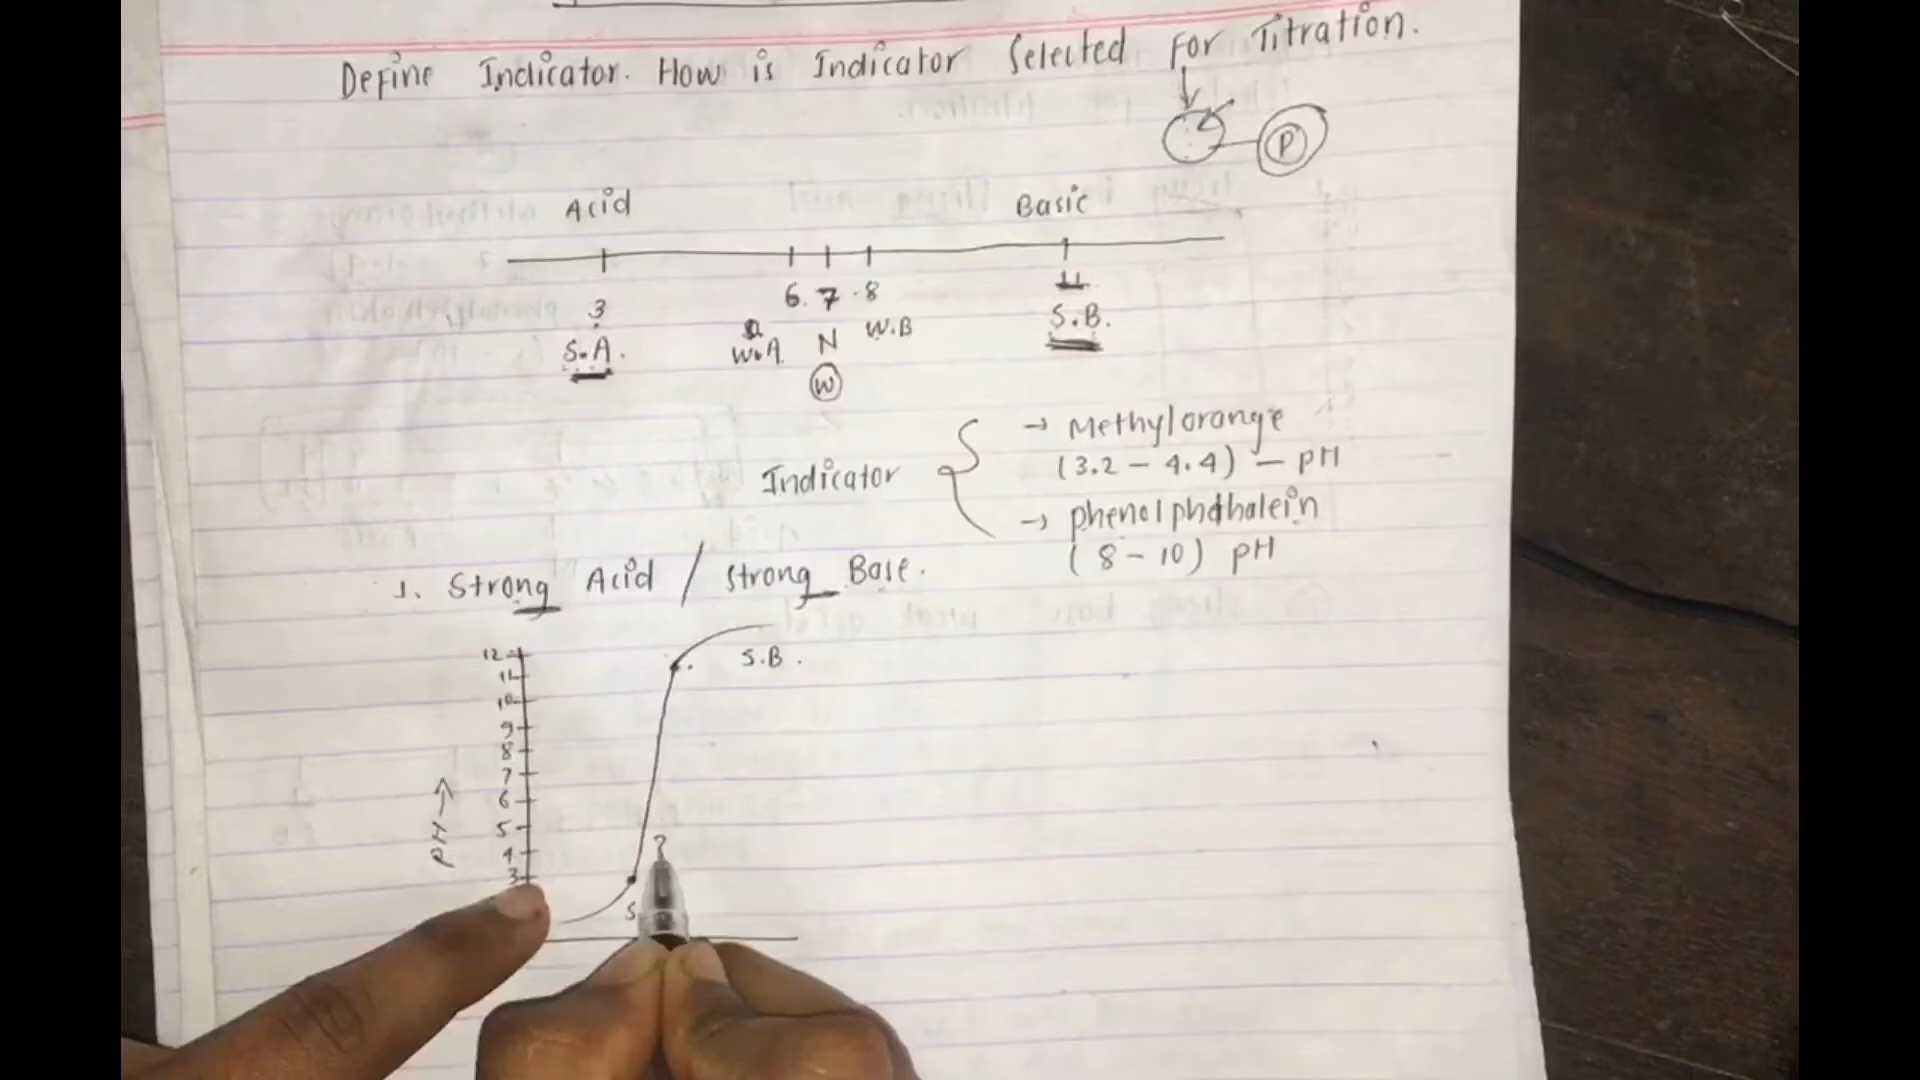 Define Indicator. How is Indicator Selected For Titration.
P
Acid
Basic
3
6. 7 .8
11
S.A.
W.A
N
W.B
S.B.
W
Indicator
→ Methylorange
(3.2 - 4.4) - pH
→ phenolphthalein
(8 - 10) pH
1. Strong Acid / Strong Base.
12
11
10
9
8
7
6
5
4
3
PH →
S.B.
S